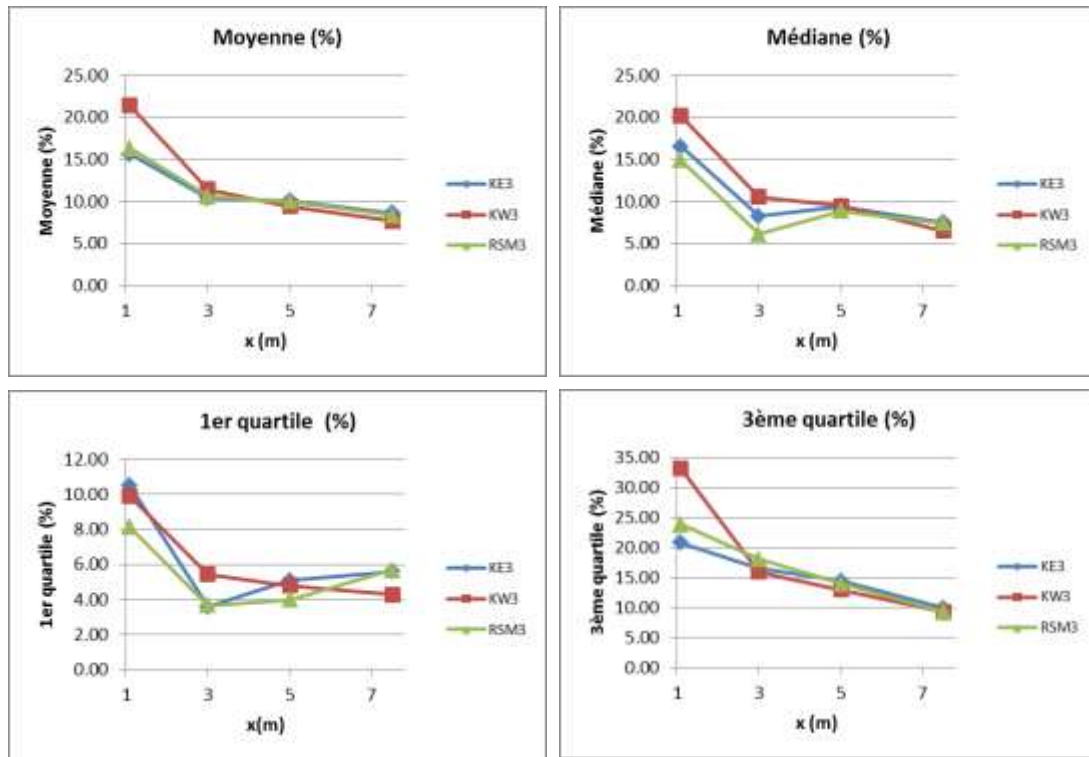 Moyenne (%)
25.00
20.00
15.00
10.00
5.00
0.00
Moyenne (%)
1 3 5 7
x (m)
KE3
KW3
RSM3
Médiane (%)
25.00
20.00
15.00
10.00
5.00
0.00
Médiane (%)
1 3 5 7
x (m)
KE3
KW3
RSM3
1er quartile (%)
12.00
10.00
8.00
6.00
4.00
2.00
0.00
1er quartile (%)
1 3 5 7
x(m)
KE3
KW3
RSM3
3ème quartile (%)
35.00
30.00
25.00
20.00
15.00
10.00
5.00
0.00
3ème quartile (%)
1 3 5 7
x (m)
KE3
KW3
RSM3